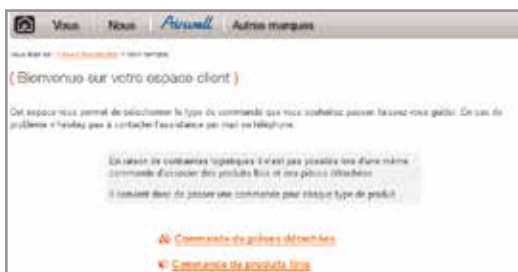 Vous Nous Airwell Autres marques
( Bienvenue sur votre espace client )
Cet espace vous permet de sélectionner le type de commande que vous souhaitez passer laissez-vous guider. En cas de
problème n'hésitez pas à contacter l'assistance par mail ou téléphone.
En raison de contraintes logistiques il n'est pas possible lors d'une même
commande d'associer des produits finis et des pièces détachées.
Il convient donc de passer une commande pour chaque type de produit
Commande de pièces détachées
Commande de produits finis